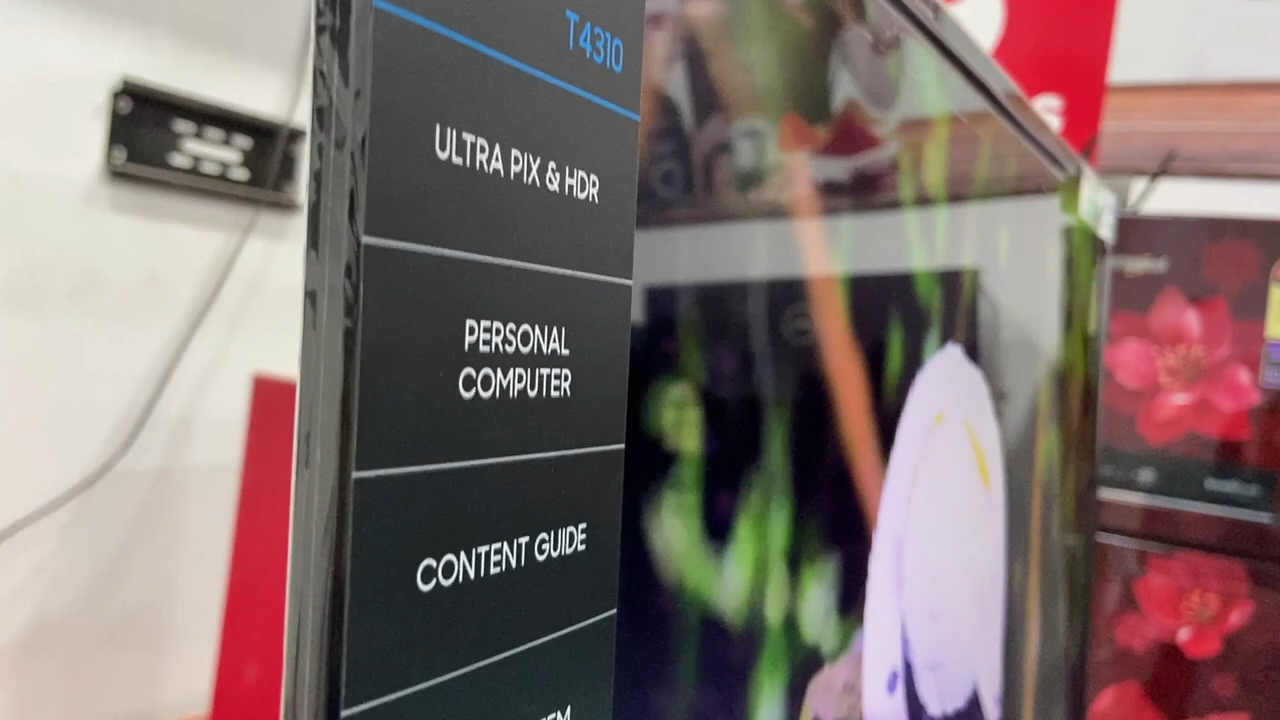 T4310
ULTRA PIX & HDR
PERSONAL
COMPUTER
CONTENT GUIDE